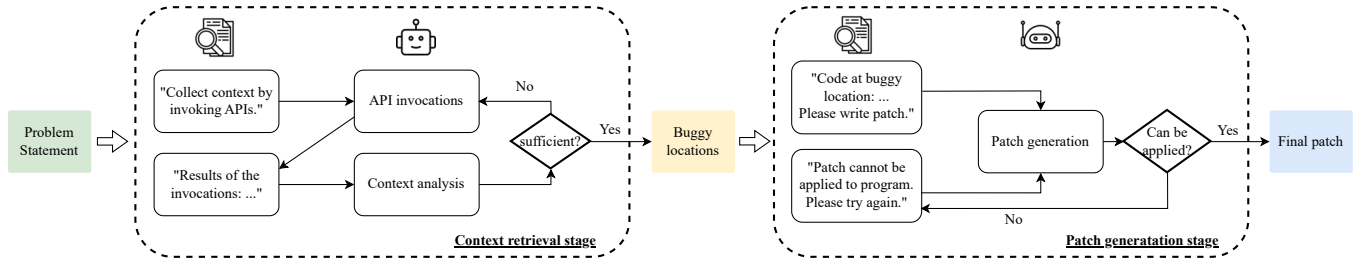 Problem
Statement
"Collect context by
invoking APIs."
API invocations
"Results of the
invocations: ..."
Context analysis
No
sufficient?
Yes
Context retrieval stage
Buggy
locations
"Code at buggy
location: ...
Please write patch."
"Patch cannot be
applied to program.
Please try again."
Patch generation
Can be
applied?
Yes
No
Patch generatation stage
Final patch